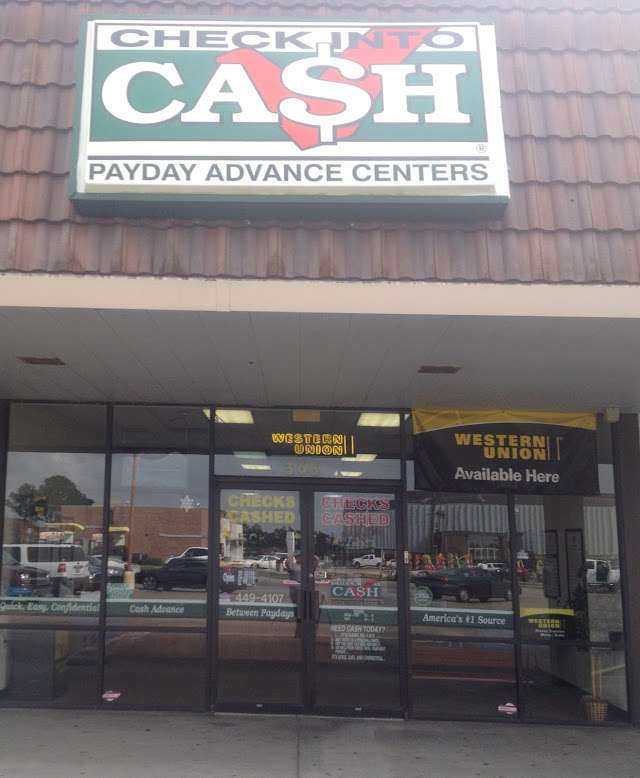 CHECK INTO
CA$H
®
PAYDAY ADVANCE CENTERS
WESTERN
UNION
WESTERN
UNION
Available Here
CHECKS
CASHED
CHECKS
CASHED
449-4107
CASH
Quick, Easy, Confidential
Cash Advance
Between Paydays
America's #1 Source
NEED CASH TODAY?
WESTERN
UNION